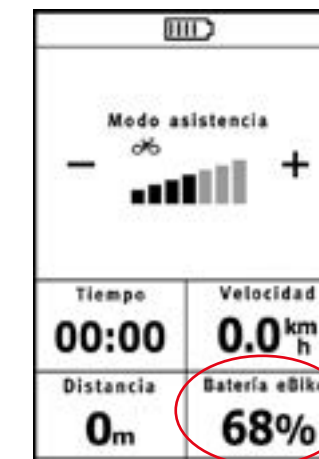 Modo asistencia
− +
Tiempo Velocidad
00:00 0.0 km/h
Distancia Batería eBike
0m 68%